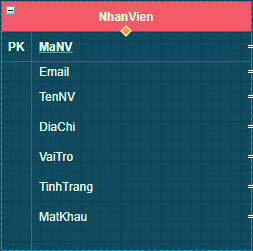 NhanVien
PK MaNV
Email
TenNV
DiaChi
VaiTro
TinhTrang
MatKhau